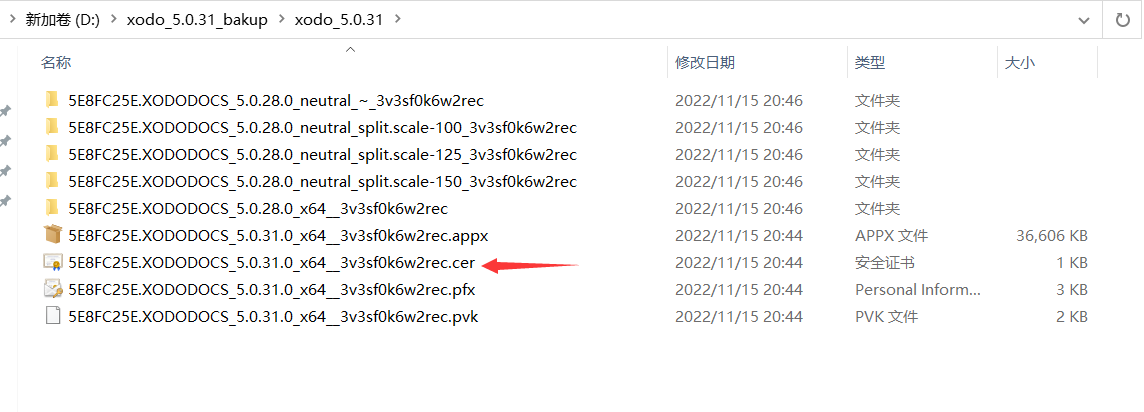 新加卷 (D:) > xodo_5.0.31_bakup > xodo_5.0.31
名称 修改日期 类型 大小
5E8FC25E.XODODOCS_5.0.28.0_neutral_~_3v3sf0k6w2rec 2022/11/15 20:46 文件夹
5E8FC25E.XODODOCS_5.0.28.0_neutral_split.scale-100_3v3sf0k6w2rec 2022/11/15 20:46 文件夹
5E8FC25E.XODODOCS_5.0.28.0_neutral_split.scale-125_3v3sf0k6w2rec 2022/11/15 20:46 文件夹
5E8FC25E.XODODOCS_5.0.28.0_neutral_split.scale-150_3v3sf0k6w2rec 2022/11/15 20:46 文件夹
5E8FC25E.XODODOCS_5.0.28.0_x64__3v3sf0k6w2rec 2022/11/15 20:46 文件夹
5E8FC25E.XODODOCS_5.0.31.0_x64__3v3sf0k6w2rec.appx 2022/11/15 20:44 APPX 文件 36,606 KB
5E8FC25E.XODODOCS_5.0.31.0_x64__3v3sf0k6w2rec.cer 2022/11/15 20:44 安全证书 1 KB
5E8FC25E.XODODOCS_5.0.31.0_x64__3v3sf0k6w2rec.pfx 2022/11/15 20:44 Personal Inform... 3 KB
5E8FC25E.XODODOCS_5.0.31.0_x64__3v3sf0k6w2rec.pvk 2022/11/15 20:44 PVK 文件 2 KB